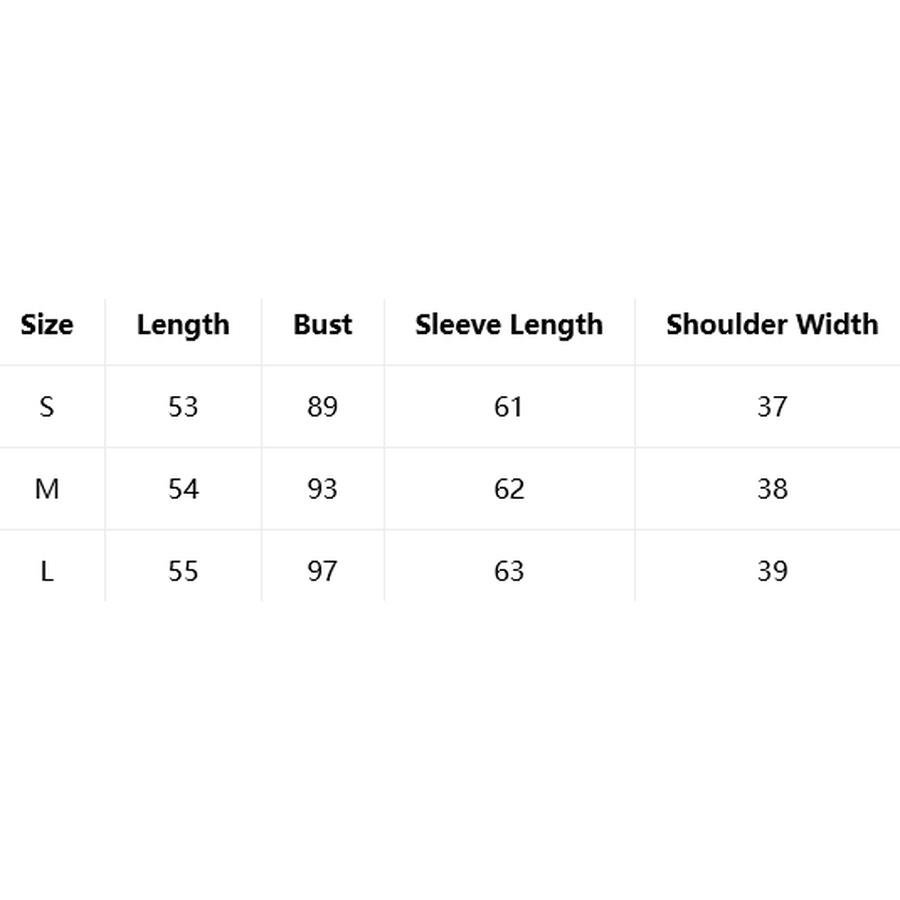 Size Length Bust Sleeve Length Shoulder Width
S 53 89 61 37
M 54 93 62 38
L 55 97 63 39